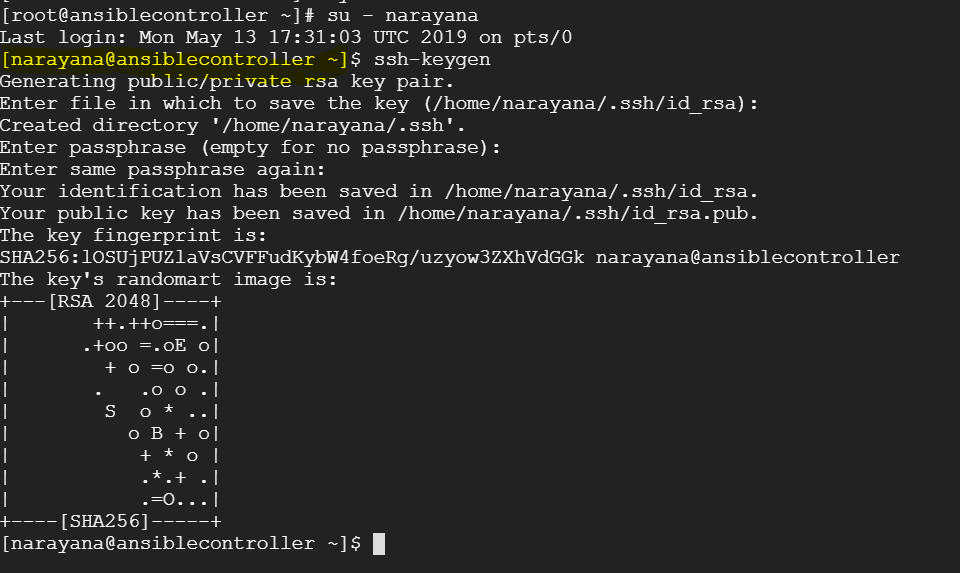 [root@ansiblecontroller ~]# su - narayana
Last login: Mon May 13 17:31:03 UTC 2019 on pts/0
[narayana@ansiblecontroller ~]$ ssh-keygen
Generating public/private rsa key pair.
Enter file in which to save the key (/home/narayana/.ssh/id_rsa):
Created directory '/home/narayana/.ssh'.
Enter passphrase (empty for no passphrase):
Enter same passphrase again:
Your identification has been saved in /home/narayana/.ssh/id_rsa.
Your public key has been saved in /home/narayana/.ssh/id_rsa.pub.
The key fingerprint is:
SHA256:lOSUjPUZlaVsCVFFudKybW4foeRg/uzyow3ZXhVdGGk narayana@ansiblecontroller
The key's randomart image is:
+---[RSA 2048]----+
|       ++.++o===.|
|      .+oo =.oE o|
|        + o =o o.|
|       .   .o o .|
|        S  o * ..|
|          o B + o|
|           + * o |
|           .*.+ .|
|           .=O...|
+----[SHA256]-----+
[narayana@ansiblecontroller ~]$